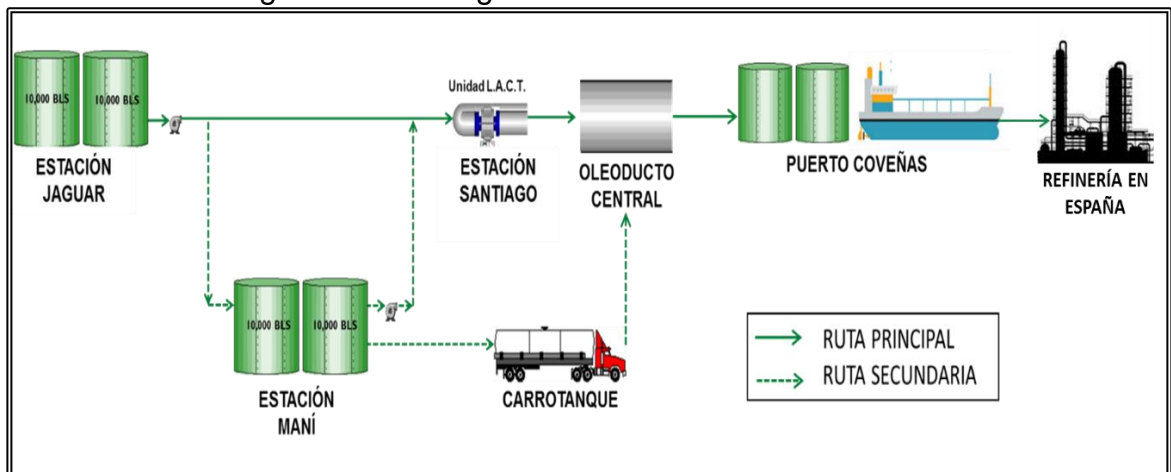 10,000 BLS
10,000 BLS
ESTACIÓN
JAGUAR
Unidad L.A.C.T.
ESTACIÓN
SANTIAGO
OLEODUCTO
CENTRAL
PUERTO COVEÑAS
REFINERÍA EN
ESPAÑA
10,000 BLS
10,000 BLS
ESTACIÓN
MANÍ
CARROTANQUE
RUTA PRINCIPAL
RUTA SECUNDARIA